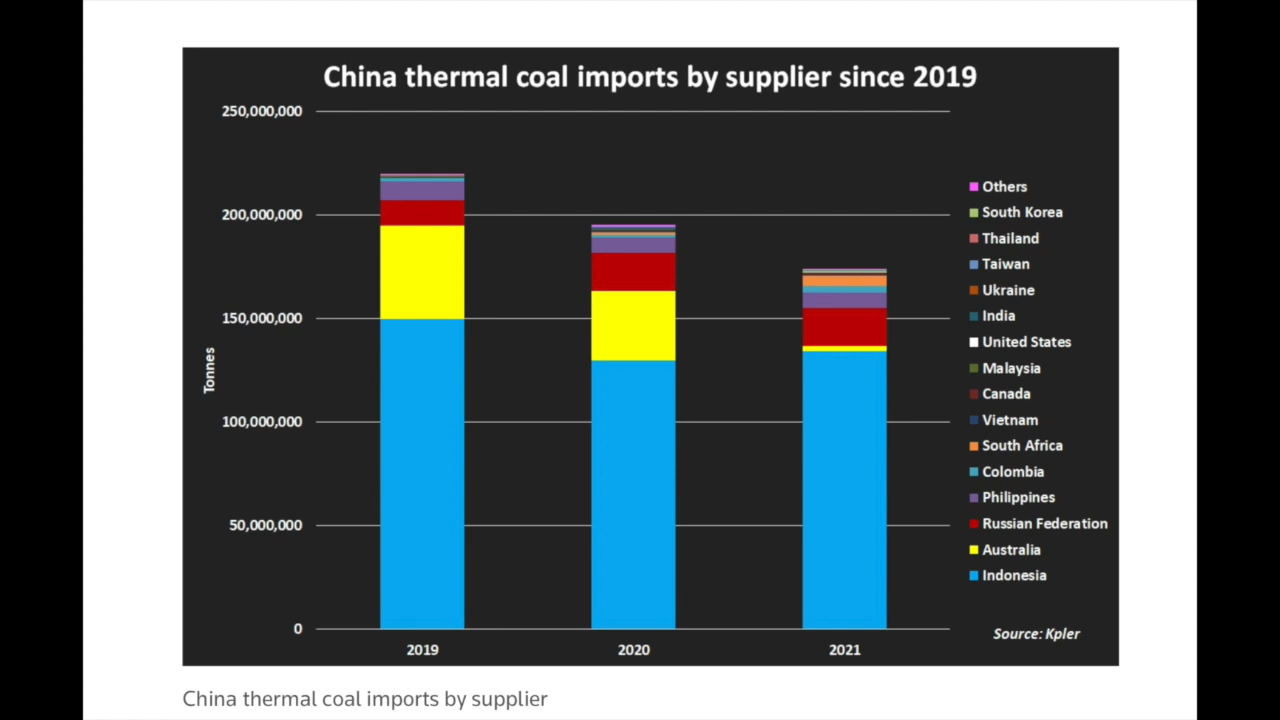 China thermal coal imports by supplier since 2019
250,000,000
200,000,000
150,000,000
100,000,000
50,000,000
0
Tonnes
2019
2020
2021
Others
South Korea
Thailand
Taiwan
Ukraine
India
United States
Malaysia
Canada
Vietnam
South Africa
Colombia
Philippines
Russian Federation
Australia
Indonesia
Source: Kpler
China thermal coal imports by supplier